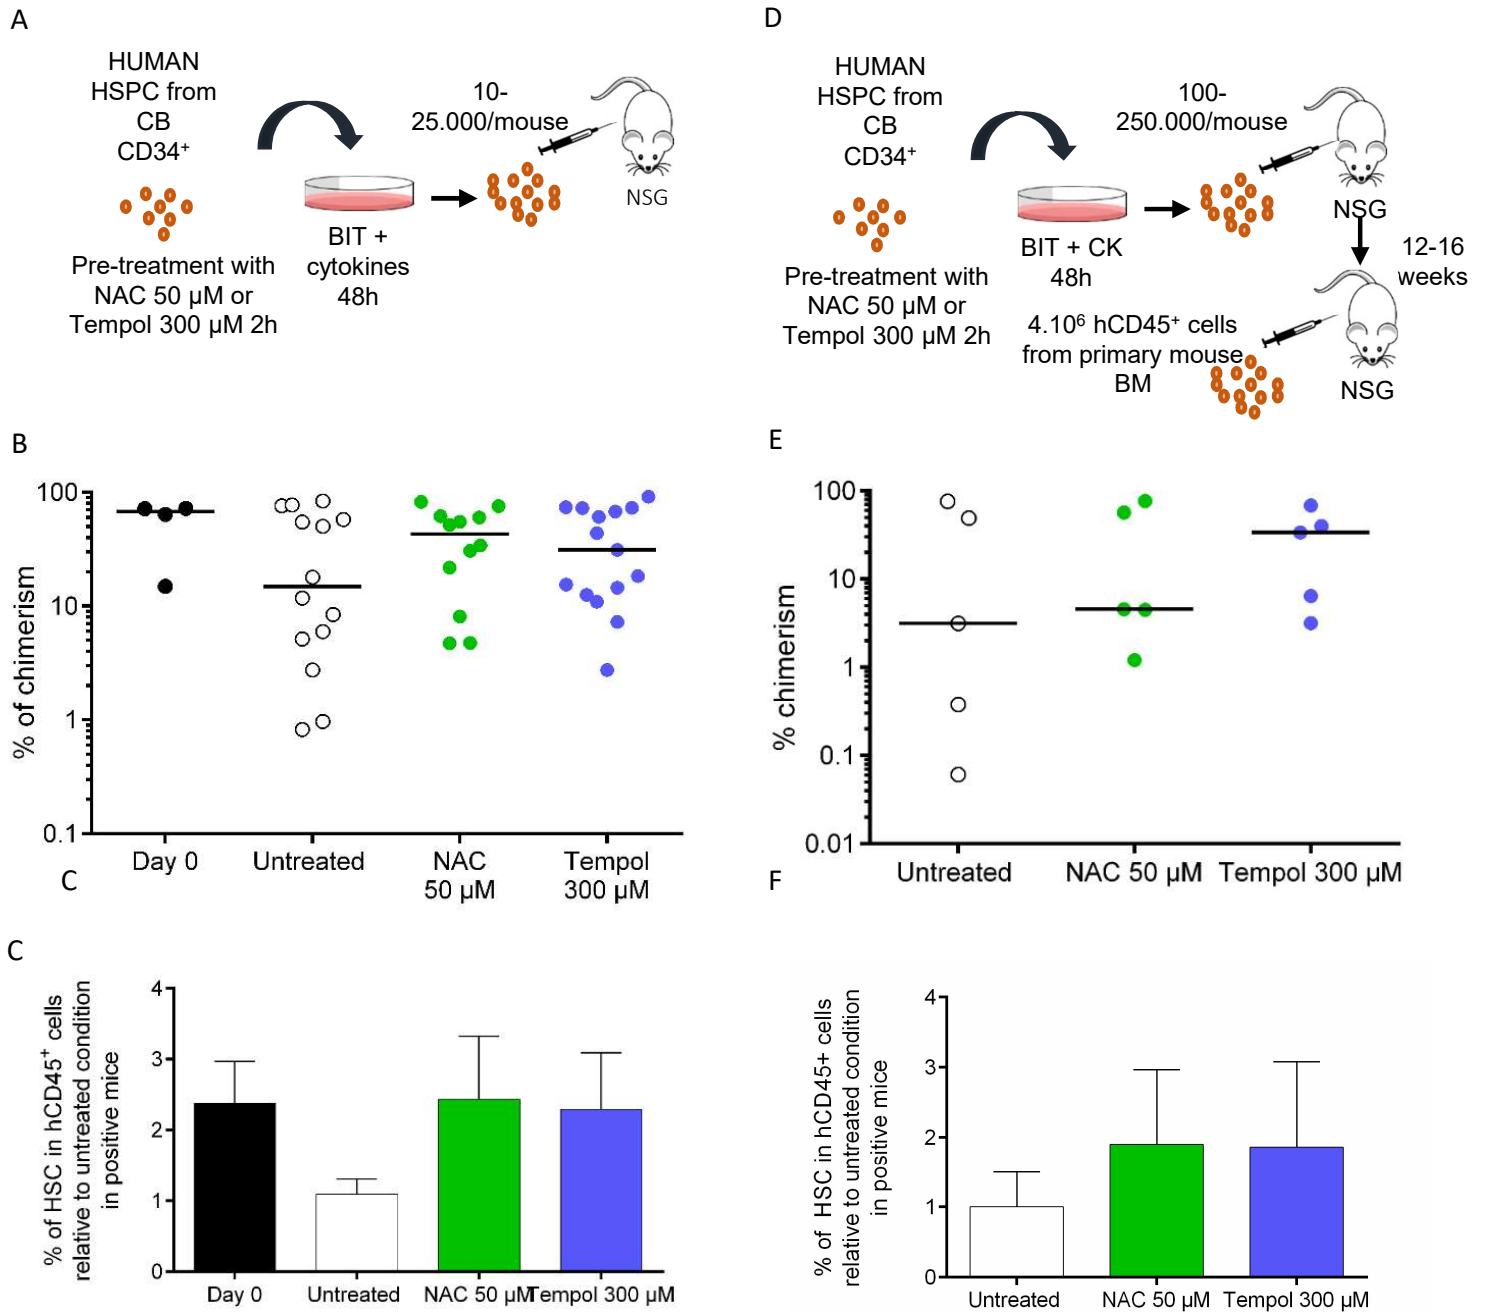 A
HUMAN
HSPC from
CB
CD34+
Pre-treatment with
NAC 50 µM or
Tempol 300 µM 2h
BIT +
cytokines
48h
10-
25.000/mouse
NSG
D
HUMAN
HSPC from
CB
CD34+
Pre-treatment with
NAC 50 µM or
Tempol 300 µM 2h
BIT + CK
48h
100-
250.000/mouse
NSG
12-16
weeks
4.10⁶ hCD45⁺ cells
from primary mouse
BM
NSG
B
% of chimerism
100
10
1
0.1
Day 0
Untreated
NAC
50 µM
Tempol
300 µM
C
E
% chimerism
100
10
1
0.1
0.01
Untreated
NAC 50 µM
Tempol 300 µM
F
C
% of HSC in hCD45⁺ cells
relative to untreated condition
in positive mice
4
3
2
1
0
Day 0
Untreated
NAC 50 µM
Tempol 300 µM
% of HSC in hCD45+ cells
relative to untreated condition
in positive mice
4
3
2
1
0
Untreated
NAC 50 µM
Tempol 300 µM